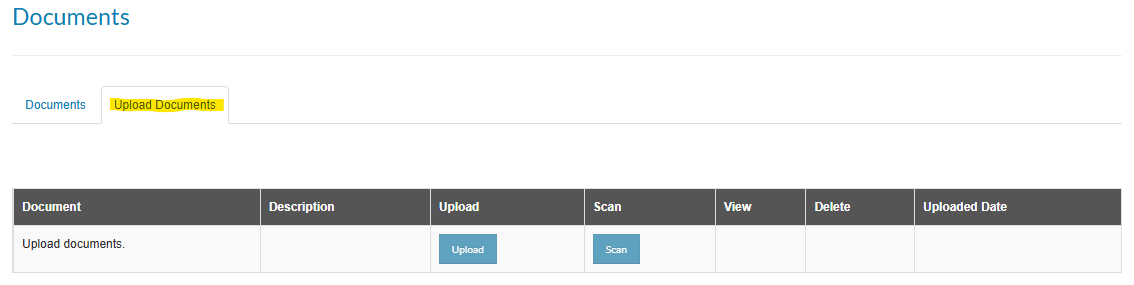 Documents
Documents Upload Documents
Document Description Upload Scan View Delete Uploaded Date
Upload documents. Upload Scan